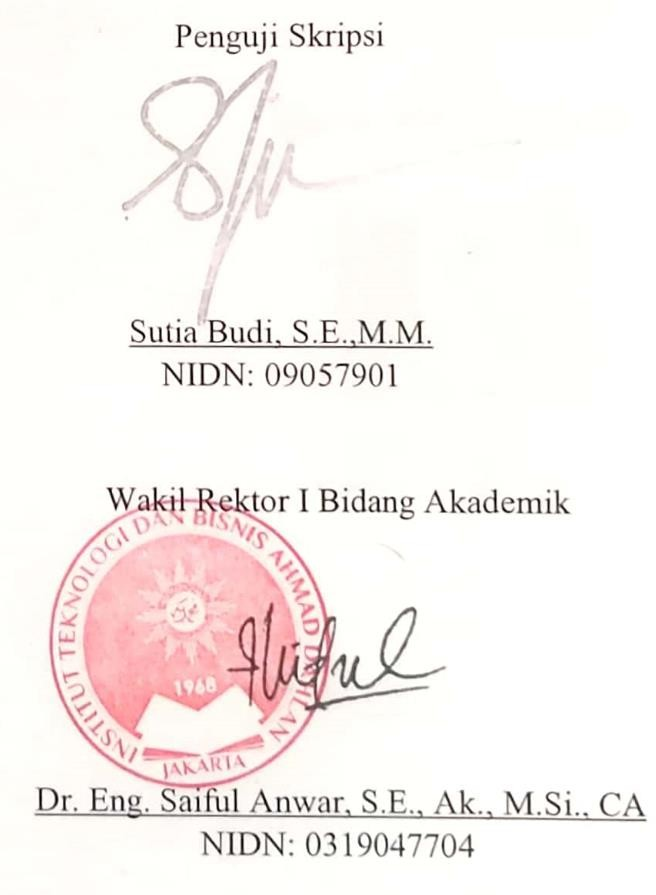 Penguji Skripsi
Sutia Budi, S.E.,M.M.
NIDN: 09057901
Wakil Rektor I Bidang Akademik
INSTITUT TEKNOLOGI DAN BISNIS AHMAD DAHLAN
1968
JAKARTA
Dr. Eng. Saiful Anwar, S.E., Ak., M.Si., CA
NIDN: 0319047704